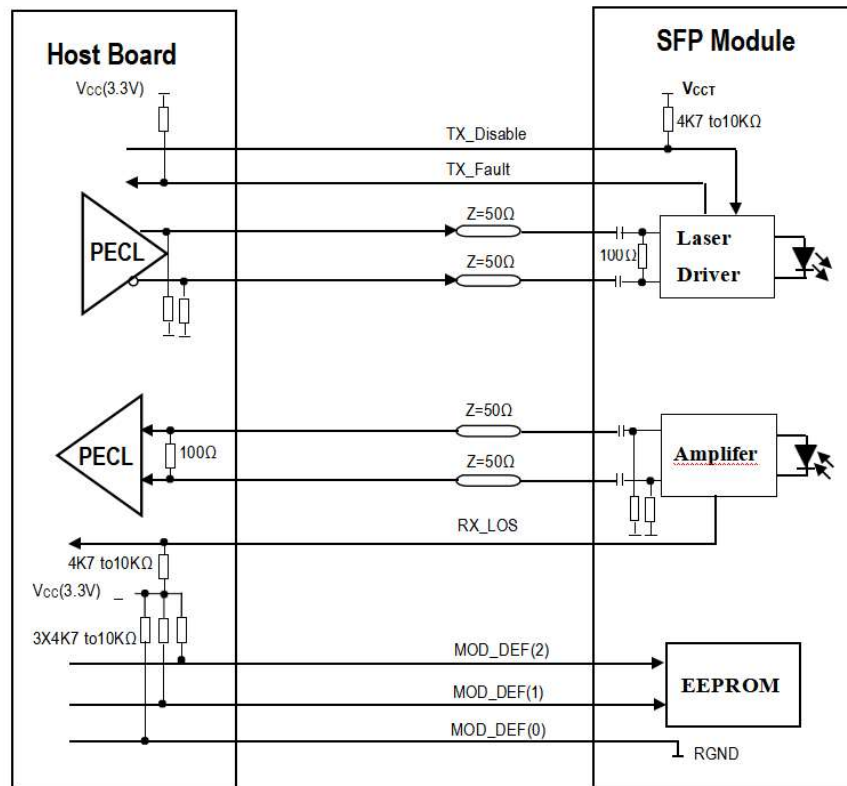 Host Board
SFP Module
VCC(3.3V)
VCCT
4K7 to10KΩ
TX_Disable
TX_Fault
Z=50Ω
PECL
100Ω
Laser
Driver
Z=50Ω
Z=50Ω
PECL
100Ω
Z=50Ω
Amplifer
RX_LOS
4K7 to10KΩ
VCC(3.3V)
3X4K7 to10KΩ
MOD_DEF(2)
EEPROM
MOD_DEF(1)
MOD_DEF(0)
RGND